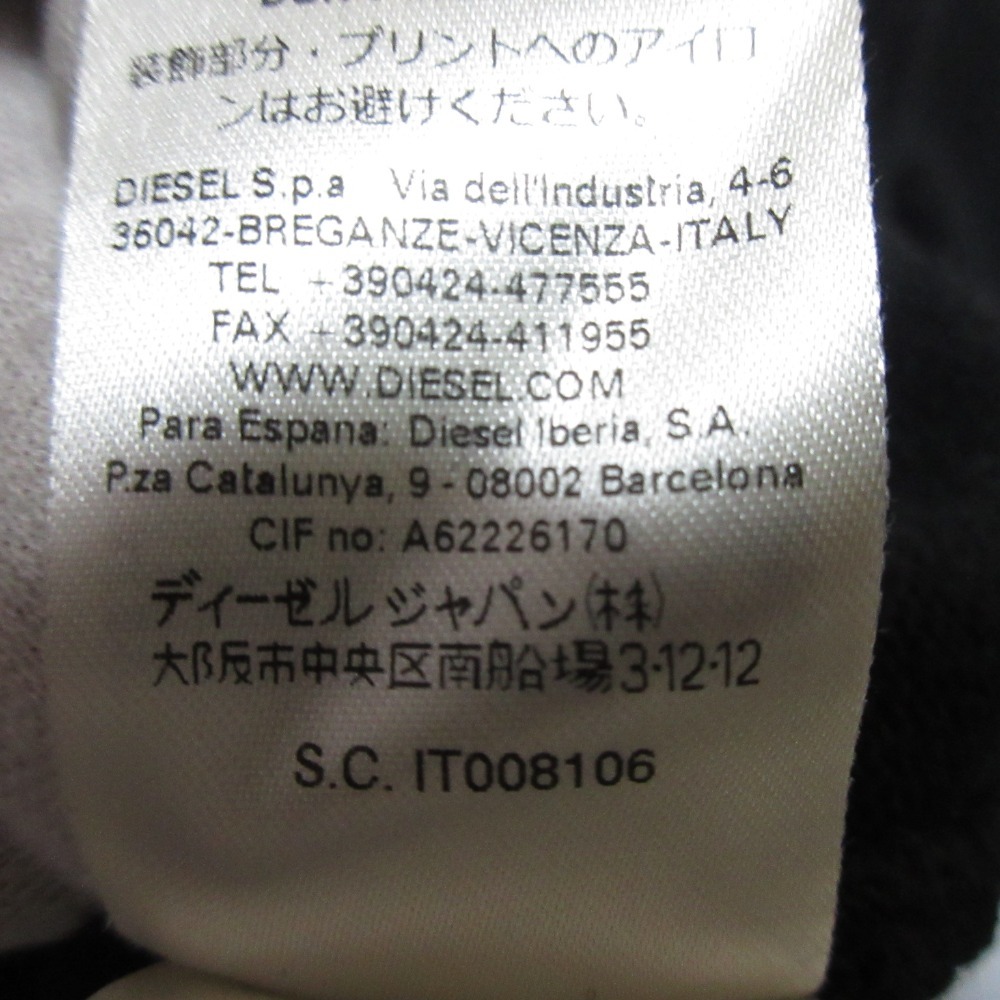 装飾部分・プリントへのアイロ
ンはお避けください。
DIESEL S.p.a Via dell'Industria, 4-6
36042-BREGANZE-VICENZA-ITALY
TEL +390424-477555
FAX +390424-411955
WWW.DIESEL.COM
Para Espana: Diesel Iberia, S.A.
P.za Catalunya, 9 - 08002 Barcelona
CIF no: A62226170
ディーゼル ジャパン(株)
大阪市中央区南船場3-12-12
S.C. IT008106